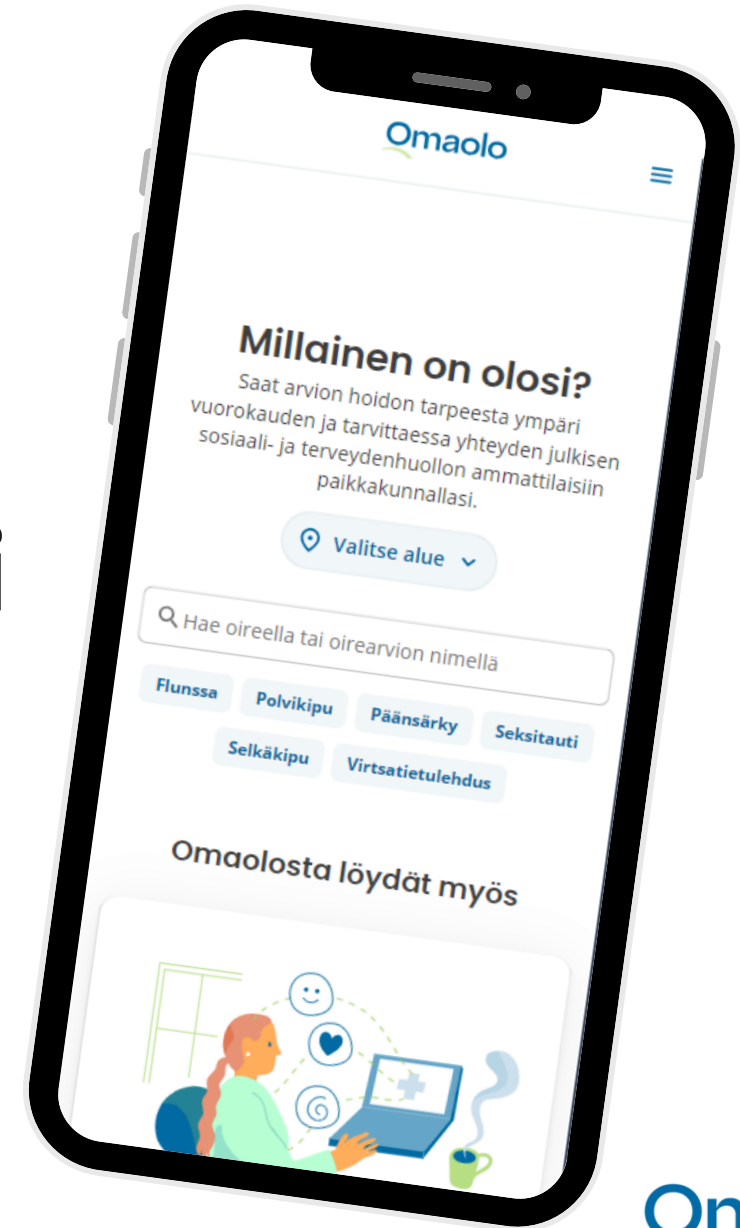 Omaolo
Millainen on olosi?
Saat arvion hoidon tarpeesta ympäri
vuorokauden ja tarvittaessa yhteyden julkisen
sosiaali- ja terveydenhuollon ammattilaisiin
paikkakunnallasi.
Valitse alue
Hae oireella tai oirearvion nimellä
Flunssa Polvikipu Päänsärky Seksitauti
Selkäkipu Virtsatietulehdus
Omaolosta löydät myös